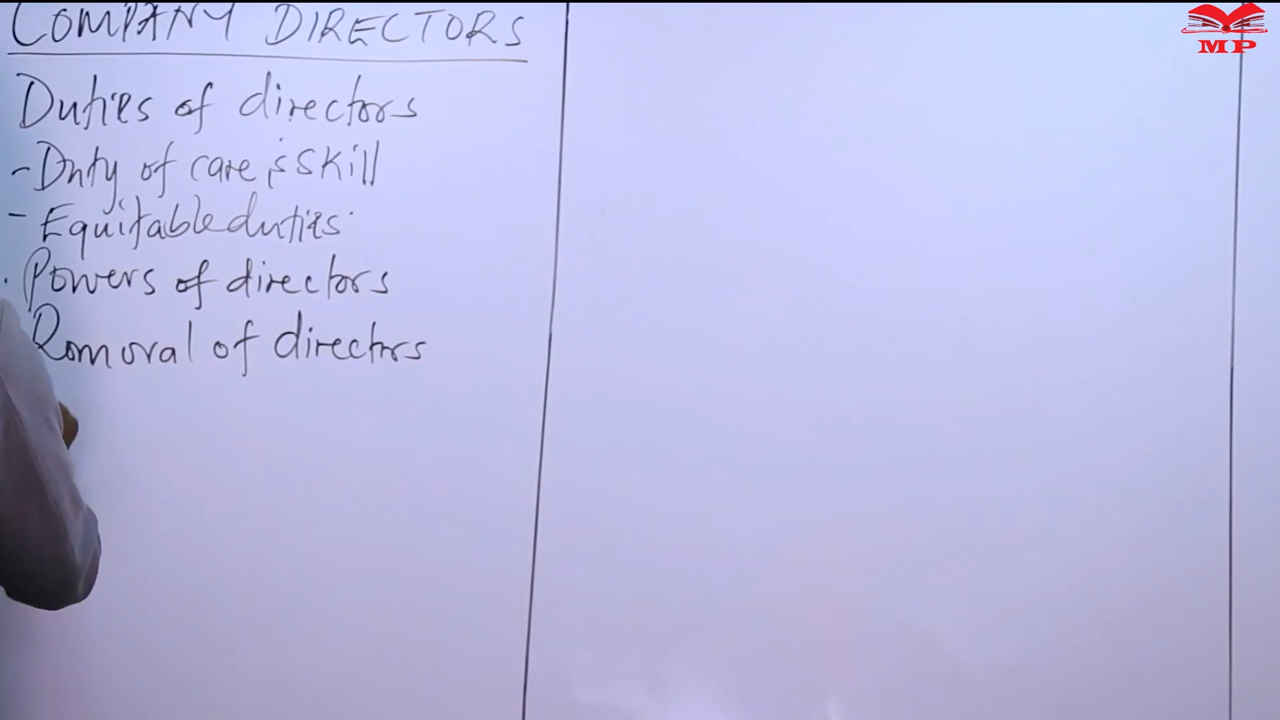 COMPANY DIRECTORS
Duties of directors
- Duty of care & skill
- Equitable duties
. Powers of directors
Removal of directors
MP